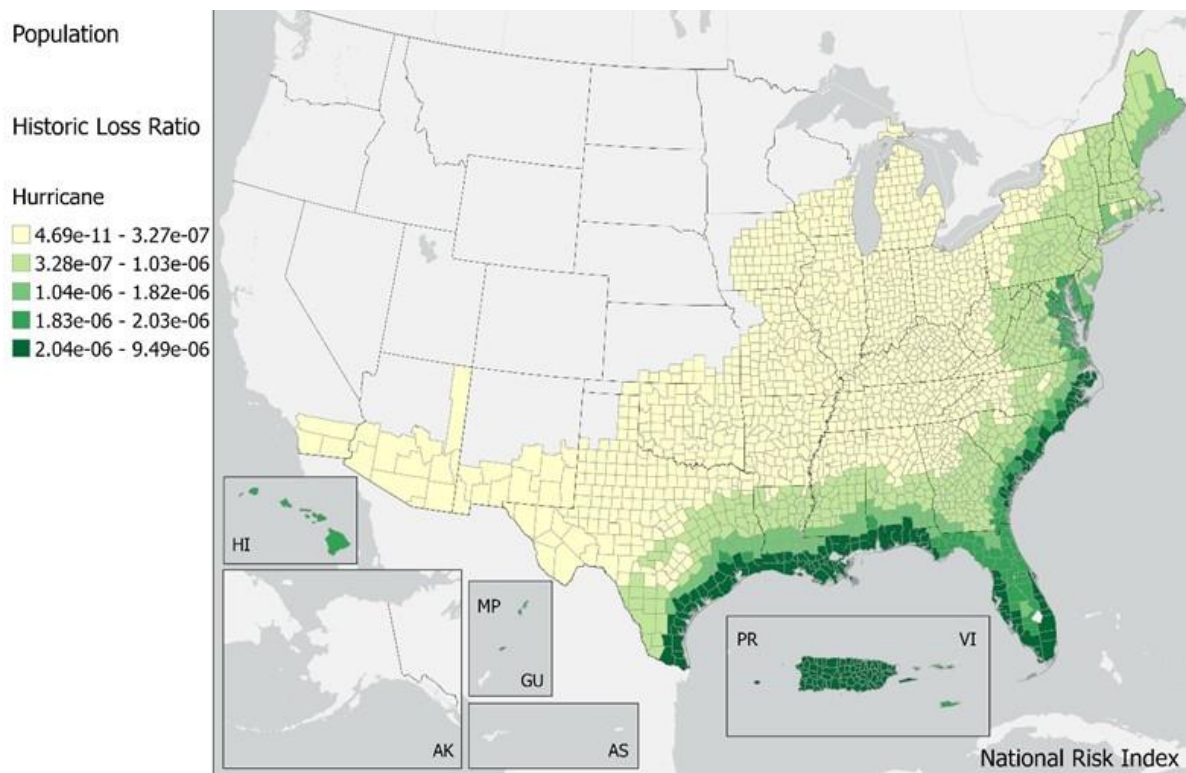 Population
Historic Loss Ratio
Hurricane
4.69e-11 - 3.27e-07
3.28e-07 - 1.03e-06
1.04e-06 - 1.82e-06
1.83e-06 - 2.03e-06
2.04e-06 - 9.49e-06
HI
AK
MP
GU
AS
PR
VI
National Risk Index